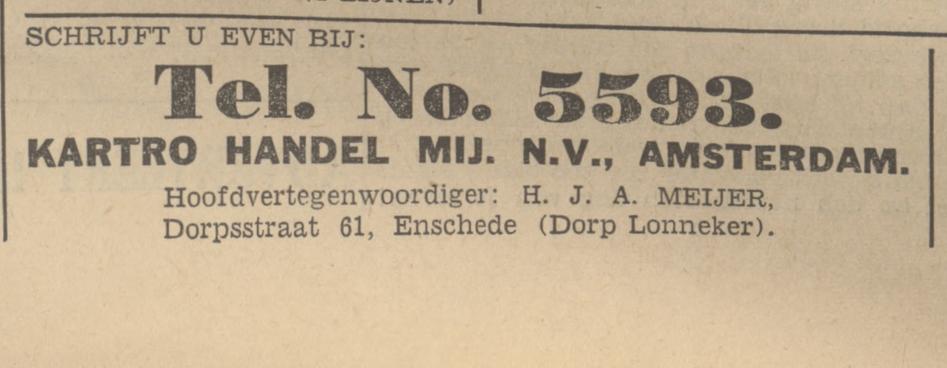 SCHRIJFT U EVEN BIJ:
Tel. No. 5593.
KARTRO HANDEL MIJ. N.V., AMSTERDAM.
Hoofdvertegenwoordiger: H. J. A. MEIJER,
Dorpsstraat 61, Enschede (Dorp Lonneker).